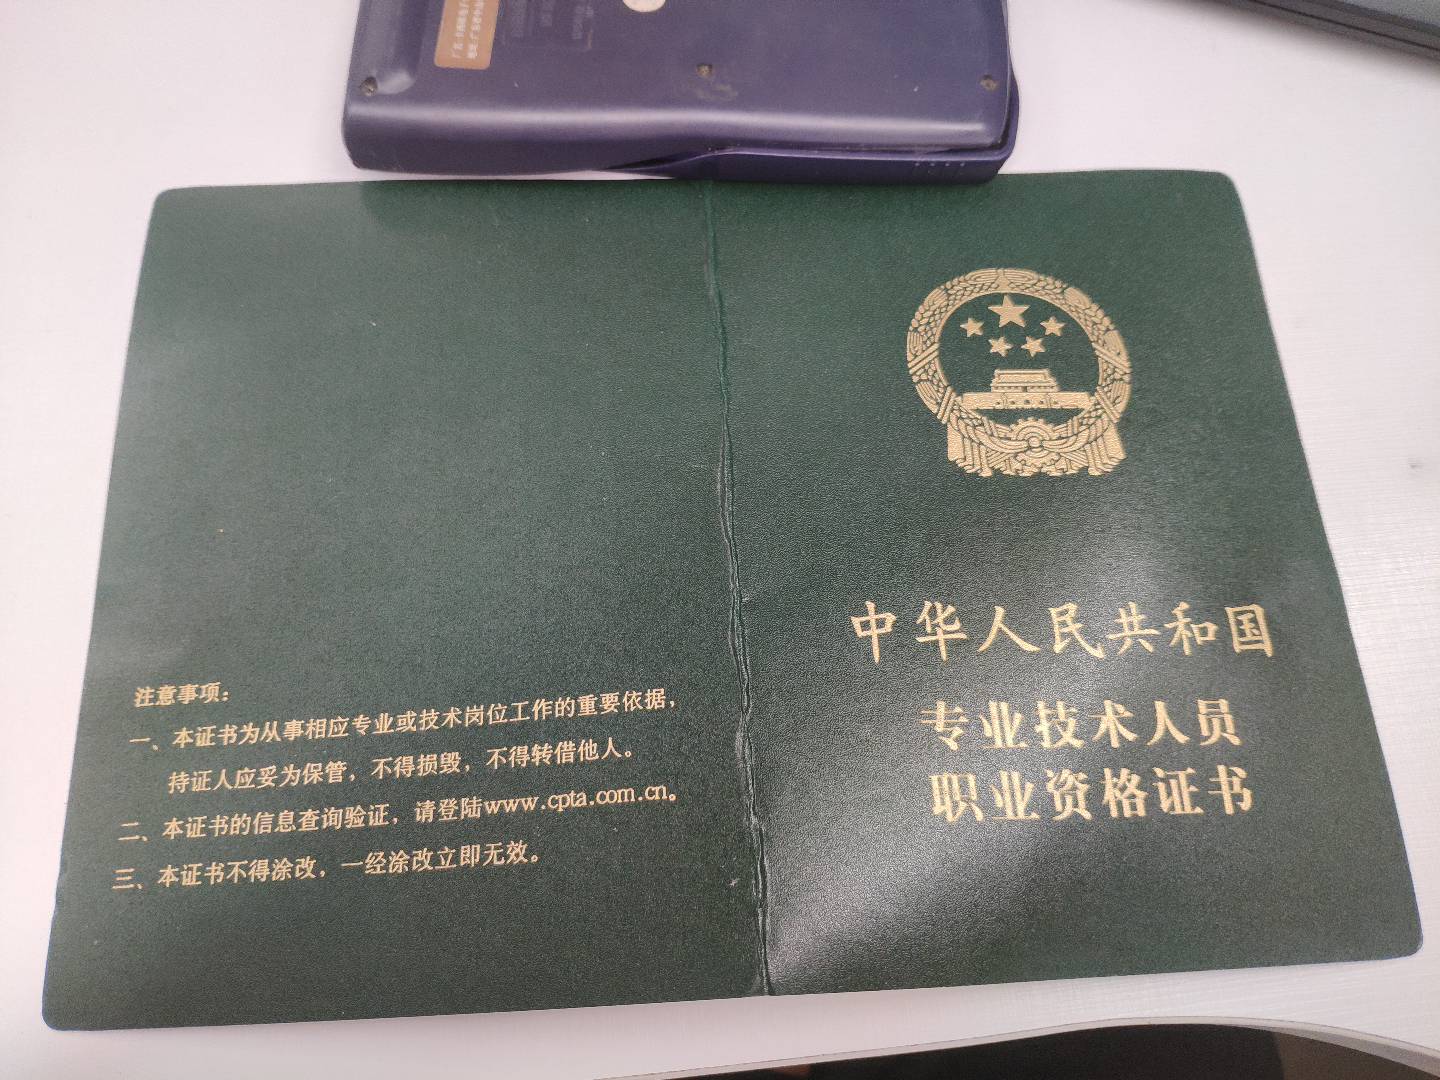 注意事项：
一、本证书为从事相应专业或技术岗位工作的重要依据，
持证人应妥为保管，不得损毁，不得转借他人。
二、本证书的信息查询验证，请登陆www.cpta.com.cn。
三、本证书不得涂改，一经涂改立即无效。
中华人民共和国
专业技术人员
职业资格证书